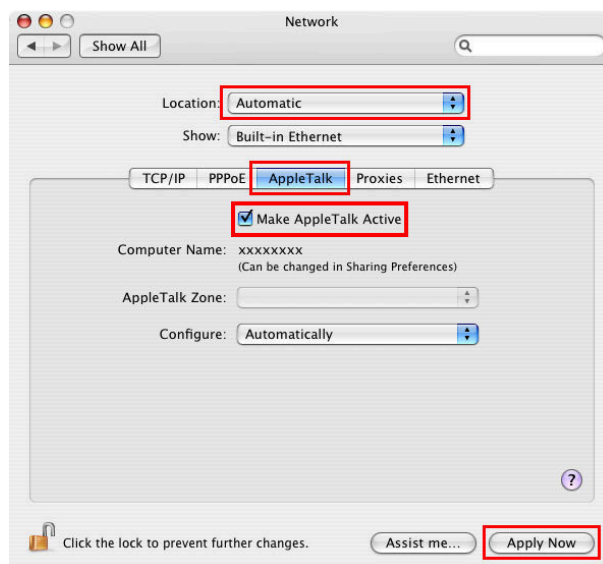 Network
Show All
Location: Automatic
Show: Built-in Ethernet
TCP/IP PPPoE AppleTalk Proxies Ethernet
Make AppleTalk Active
Computer Name: xxxxxxxx
(Can be changed in Sharing Preferences)
AppleTalk Zone:
Configure: Automatically
?
Click the lock to prevent further changes. Assist me... Apply Now